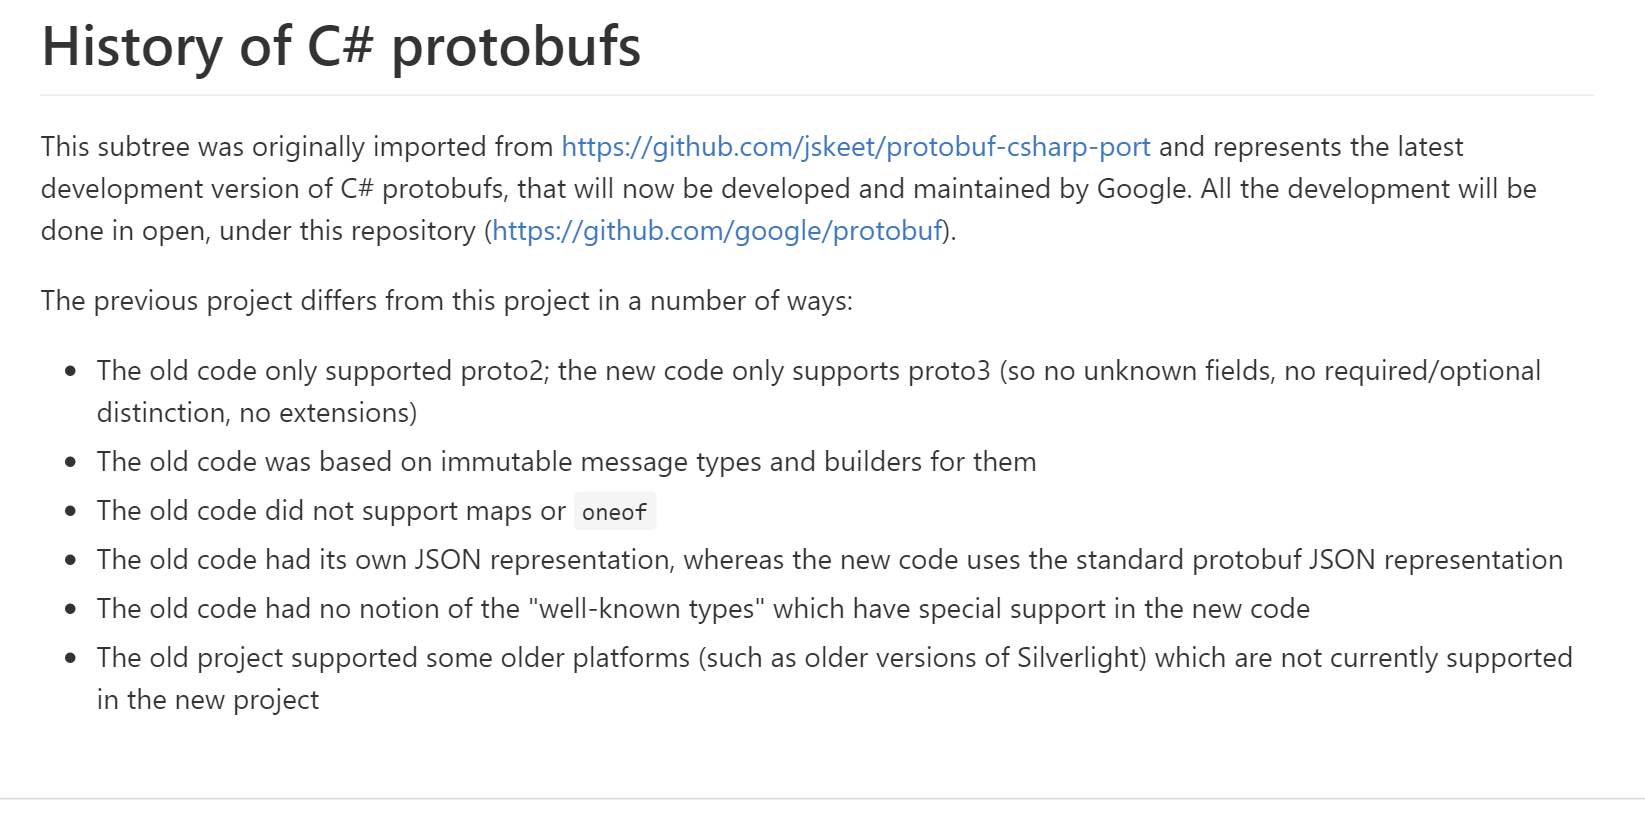 History of C# protobufs
This subtree was originally imported from https://github.com/jskeet/protobuf-csharp-port and represents the latest
development version of C# protobufs, that will now be developed and maintained by Google. All the development will be
done in open, under this repository (https://github.com/google/protobuf).
The previous project differs from this project in a number of ways:
• The old code only supported proto2; the new code only supports proto3 (so no unknown fields, no required/optional
distinction, no extensions)
• The old code was based on immutable message types and builders for them
• The old code did not support maps or oneof
• The old code had its own JSON representation, whereas the new code uses the standard protobuf JSON representation
• The old code had no notion of the "well-known types" which have special support in the new code
• The old project supported some older platforms (such as older versions of Silverlight) which are not currently supported
in the new project